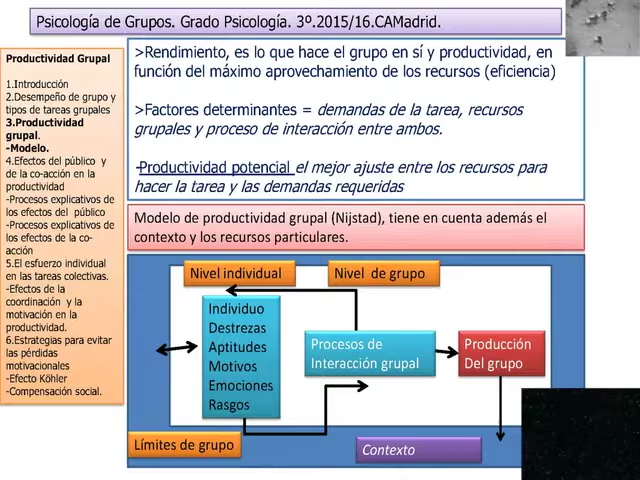 Psicología de Grupos. Grado Psicología. 3º.2015/16.CAMadrid.
Productividad Grupal
1.Introducción
2.Desempeño de grupo y
tipos de tareas grupales
3.Productividad
grupal.
-Modelo.
4.Efectos del público y
de la co-acción en la
productividad
-Procesos explicativos de
los efectos del público
-Procesos explicativos de
los efectos de la co-
acción
5.El esfuerzo individual
en las tareas colectivas.
-Efectos de la
coordinación y la
motivación en la
productividad.
6.Estrategias para evitar
las pérdidas
motivacionales
-Efecto Köhler
-Compensación social.
>Rendimiento, es lo que hace el grupo en sí y productividad, en
función del máximo aprovechamiento de los recursos (eficiencia)
>Factores determinantes = demandas de la tarea, recursos
grupales y proceso de interacción entre ambos.
-Productividad potencial el mejor ajuste entre los recursos para
hacer la tarea y las demandas requeridas
Modelo de productividad grupal (Nijstad), tiene en cuenta además el
contexto y los recursos particulares.
Nivel individual
Nivel de grupo
Individuo
Destrezas
Aptitudes
Motivos
Emociones
Rasgos
Procesos de
Interacción grupal
Producción
Del grupo
Límites de grupo
Contexto